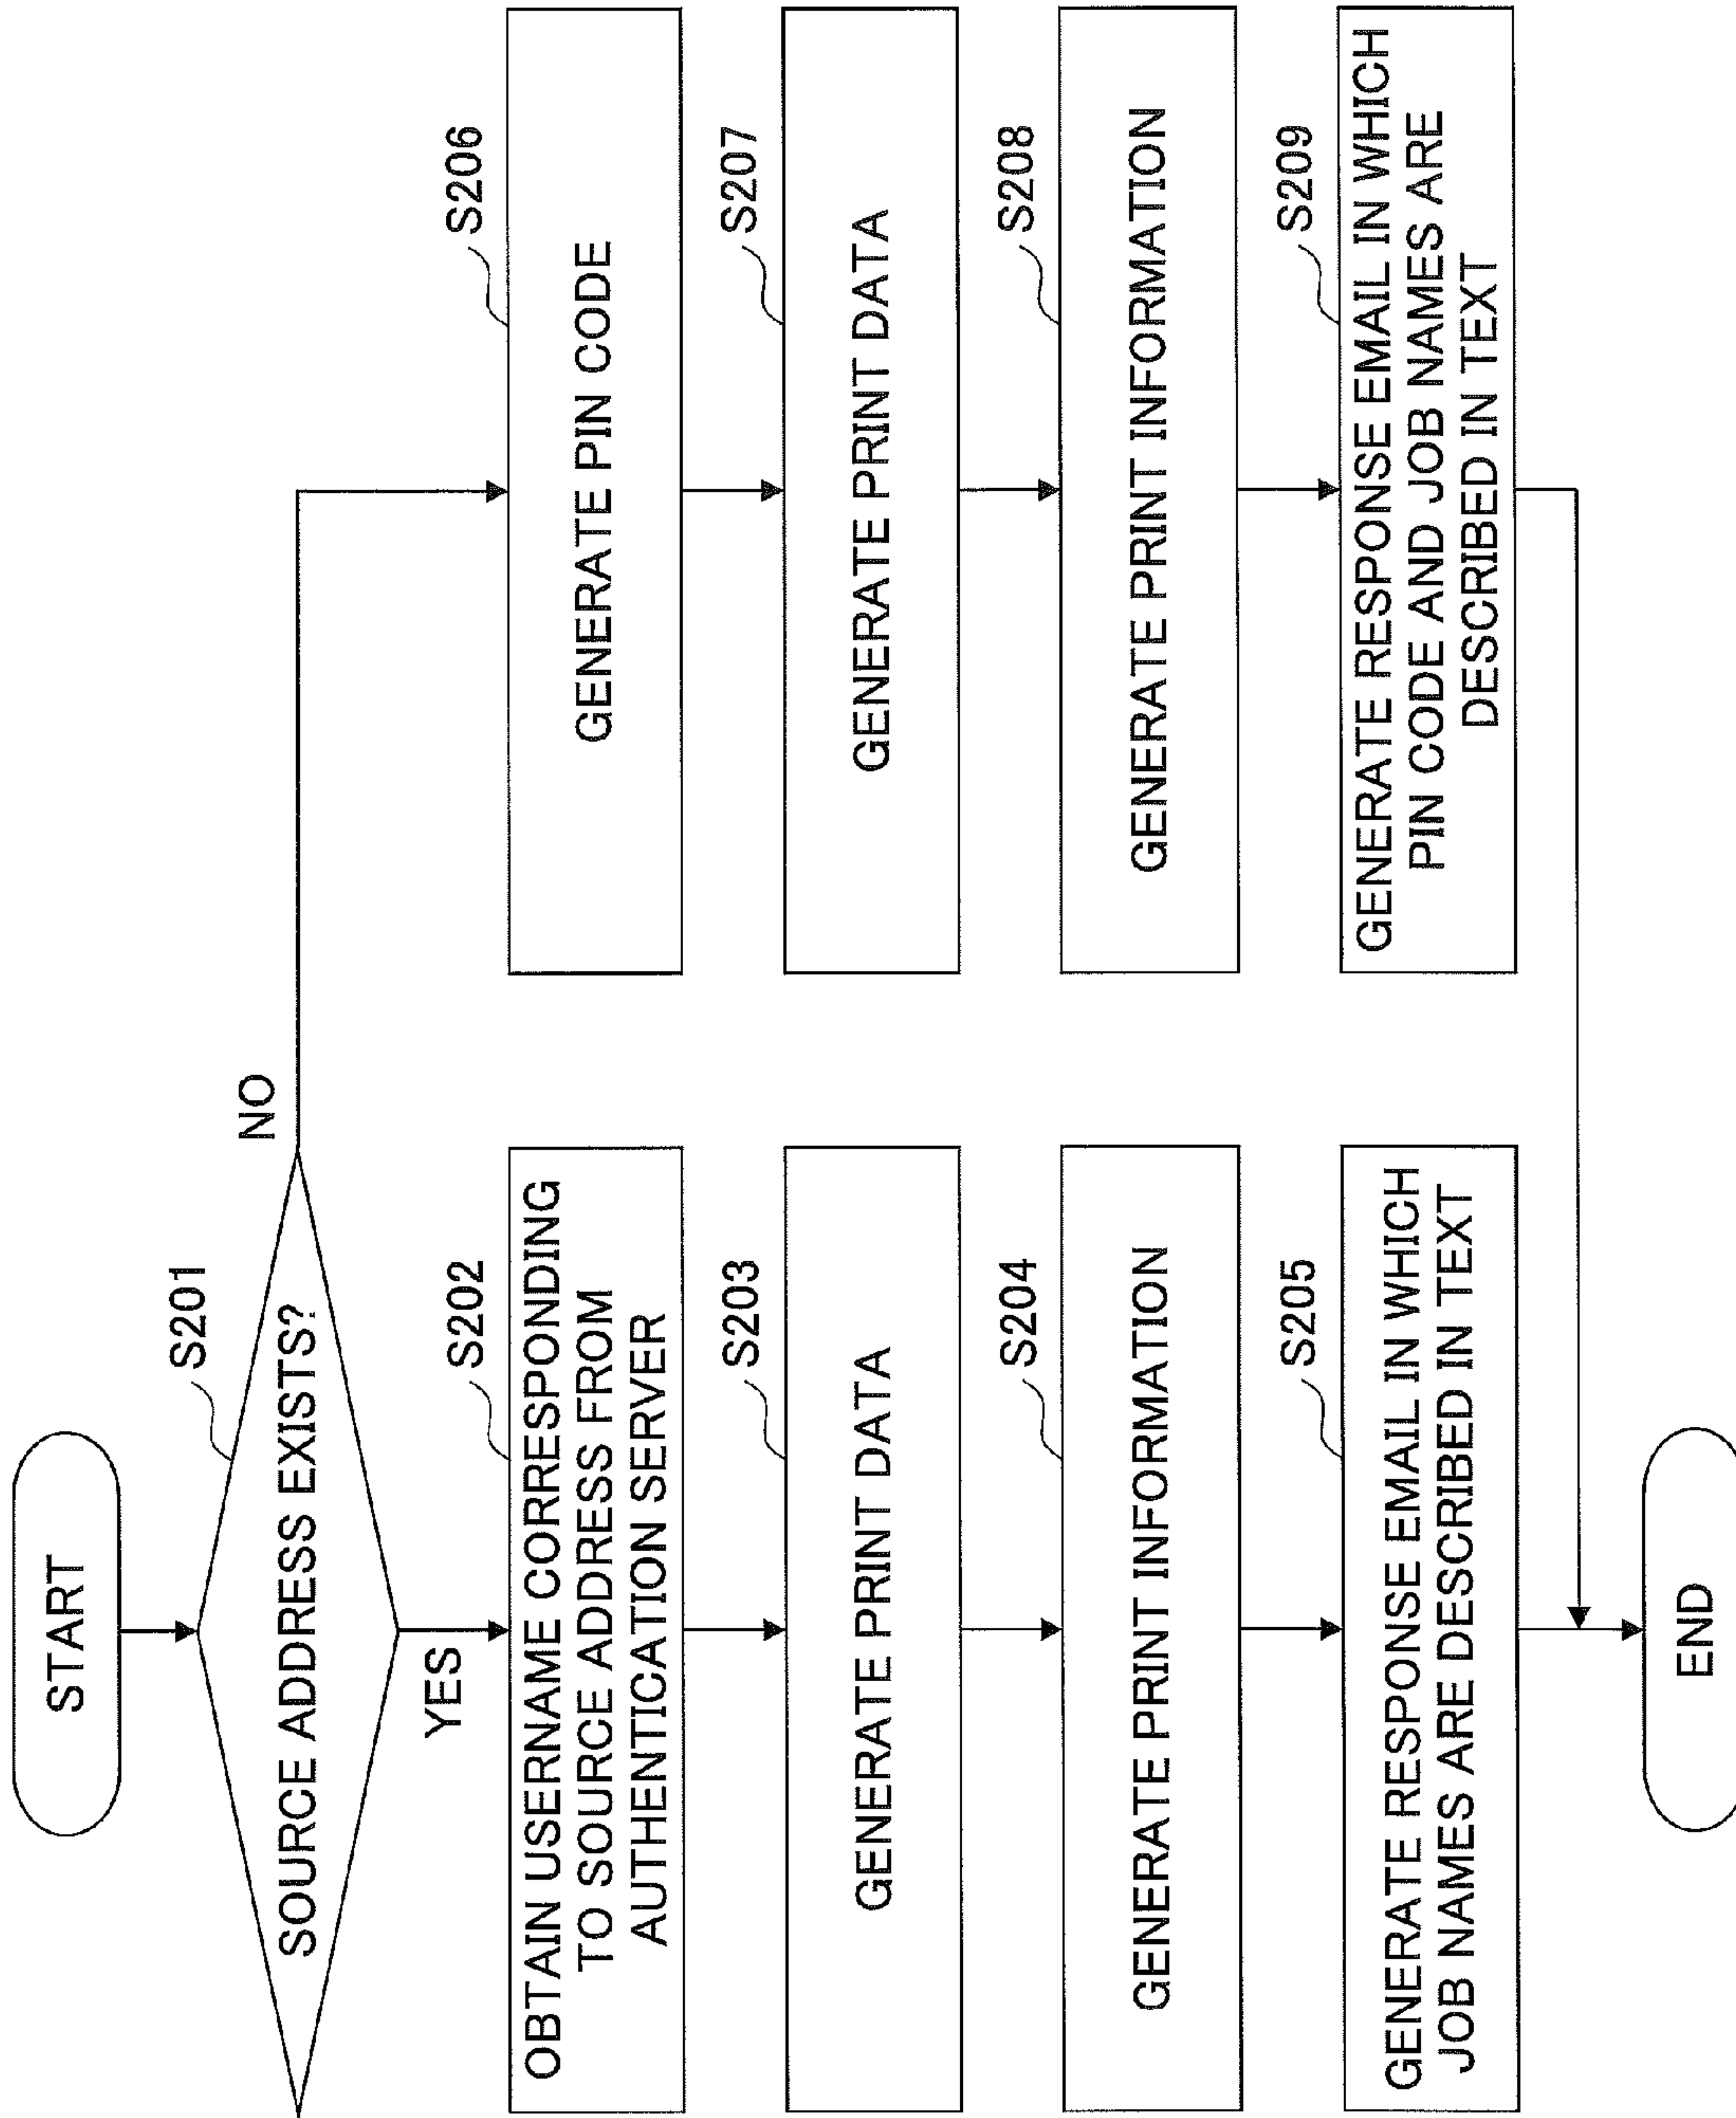 START
S201
SOURCE ADDRESS EXISTS?
NO
YES
S202
OBTAIN USERNAME CORRESPONDING
TO SOURCE ADDRESS FROM
AUTHENTICATION SERVER
S203
GENERATE PRINT DATA
S204
GENERATE PRINT INFORMATION
S205
GENERATE RESPONSE EMAIL IN WHICH
JOB NAMES ARE DESCRIBED IN TEXT
S206
GENERATE PIN CODE
S207
GENERATE PRINT DATA
S208
GENERATE PRINT INFORMATION
S209
GENERATE RESPONSE EMAIL IN WHICH
PIN CODE AND JOB NAMES ARE
DESCRIBED IN TEXT
END